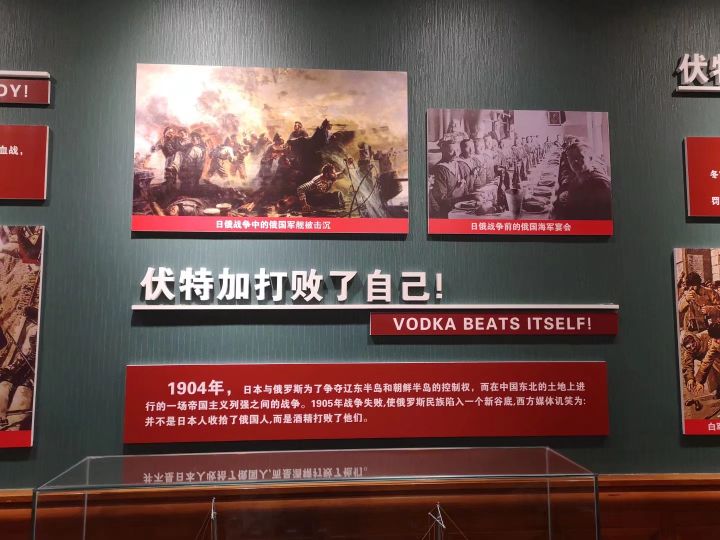 DY!
血战，
日俄战争中的俄国军舰被击沉
日俄战争前的俄国海军宴会
伏特加打败了自己!
VODKA BEATS ITSELF!
1904年，日本与俄罗斯为了争夺辽东半岛和朝鲜半岛的控制权，而在中国东北的土地上进
行的一场帝国主义列强之间的战争。1905年战争失败,使俄罗斯民族陷入一个新谷底,西方媒体讥笑为:
并不是日本人收拾了俄国人,而是酒精打败了他们。
伏特
冬
罚